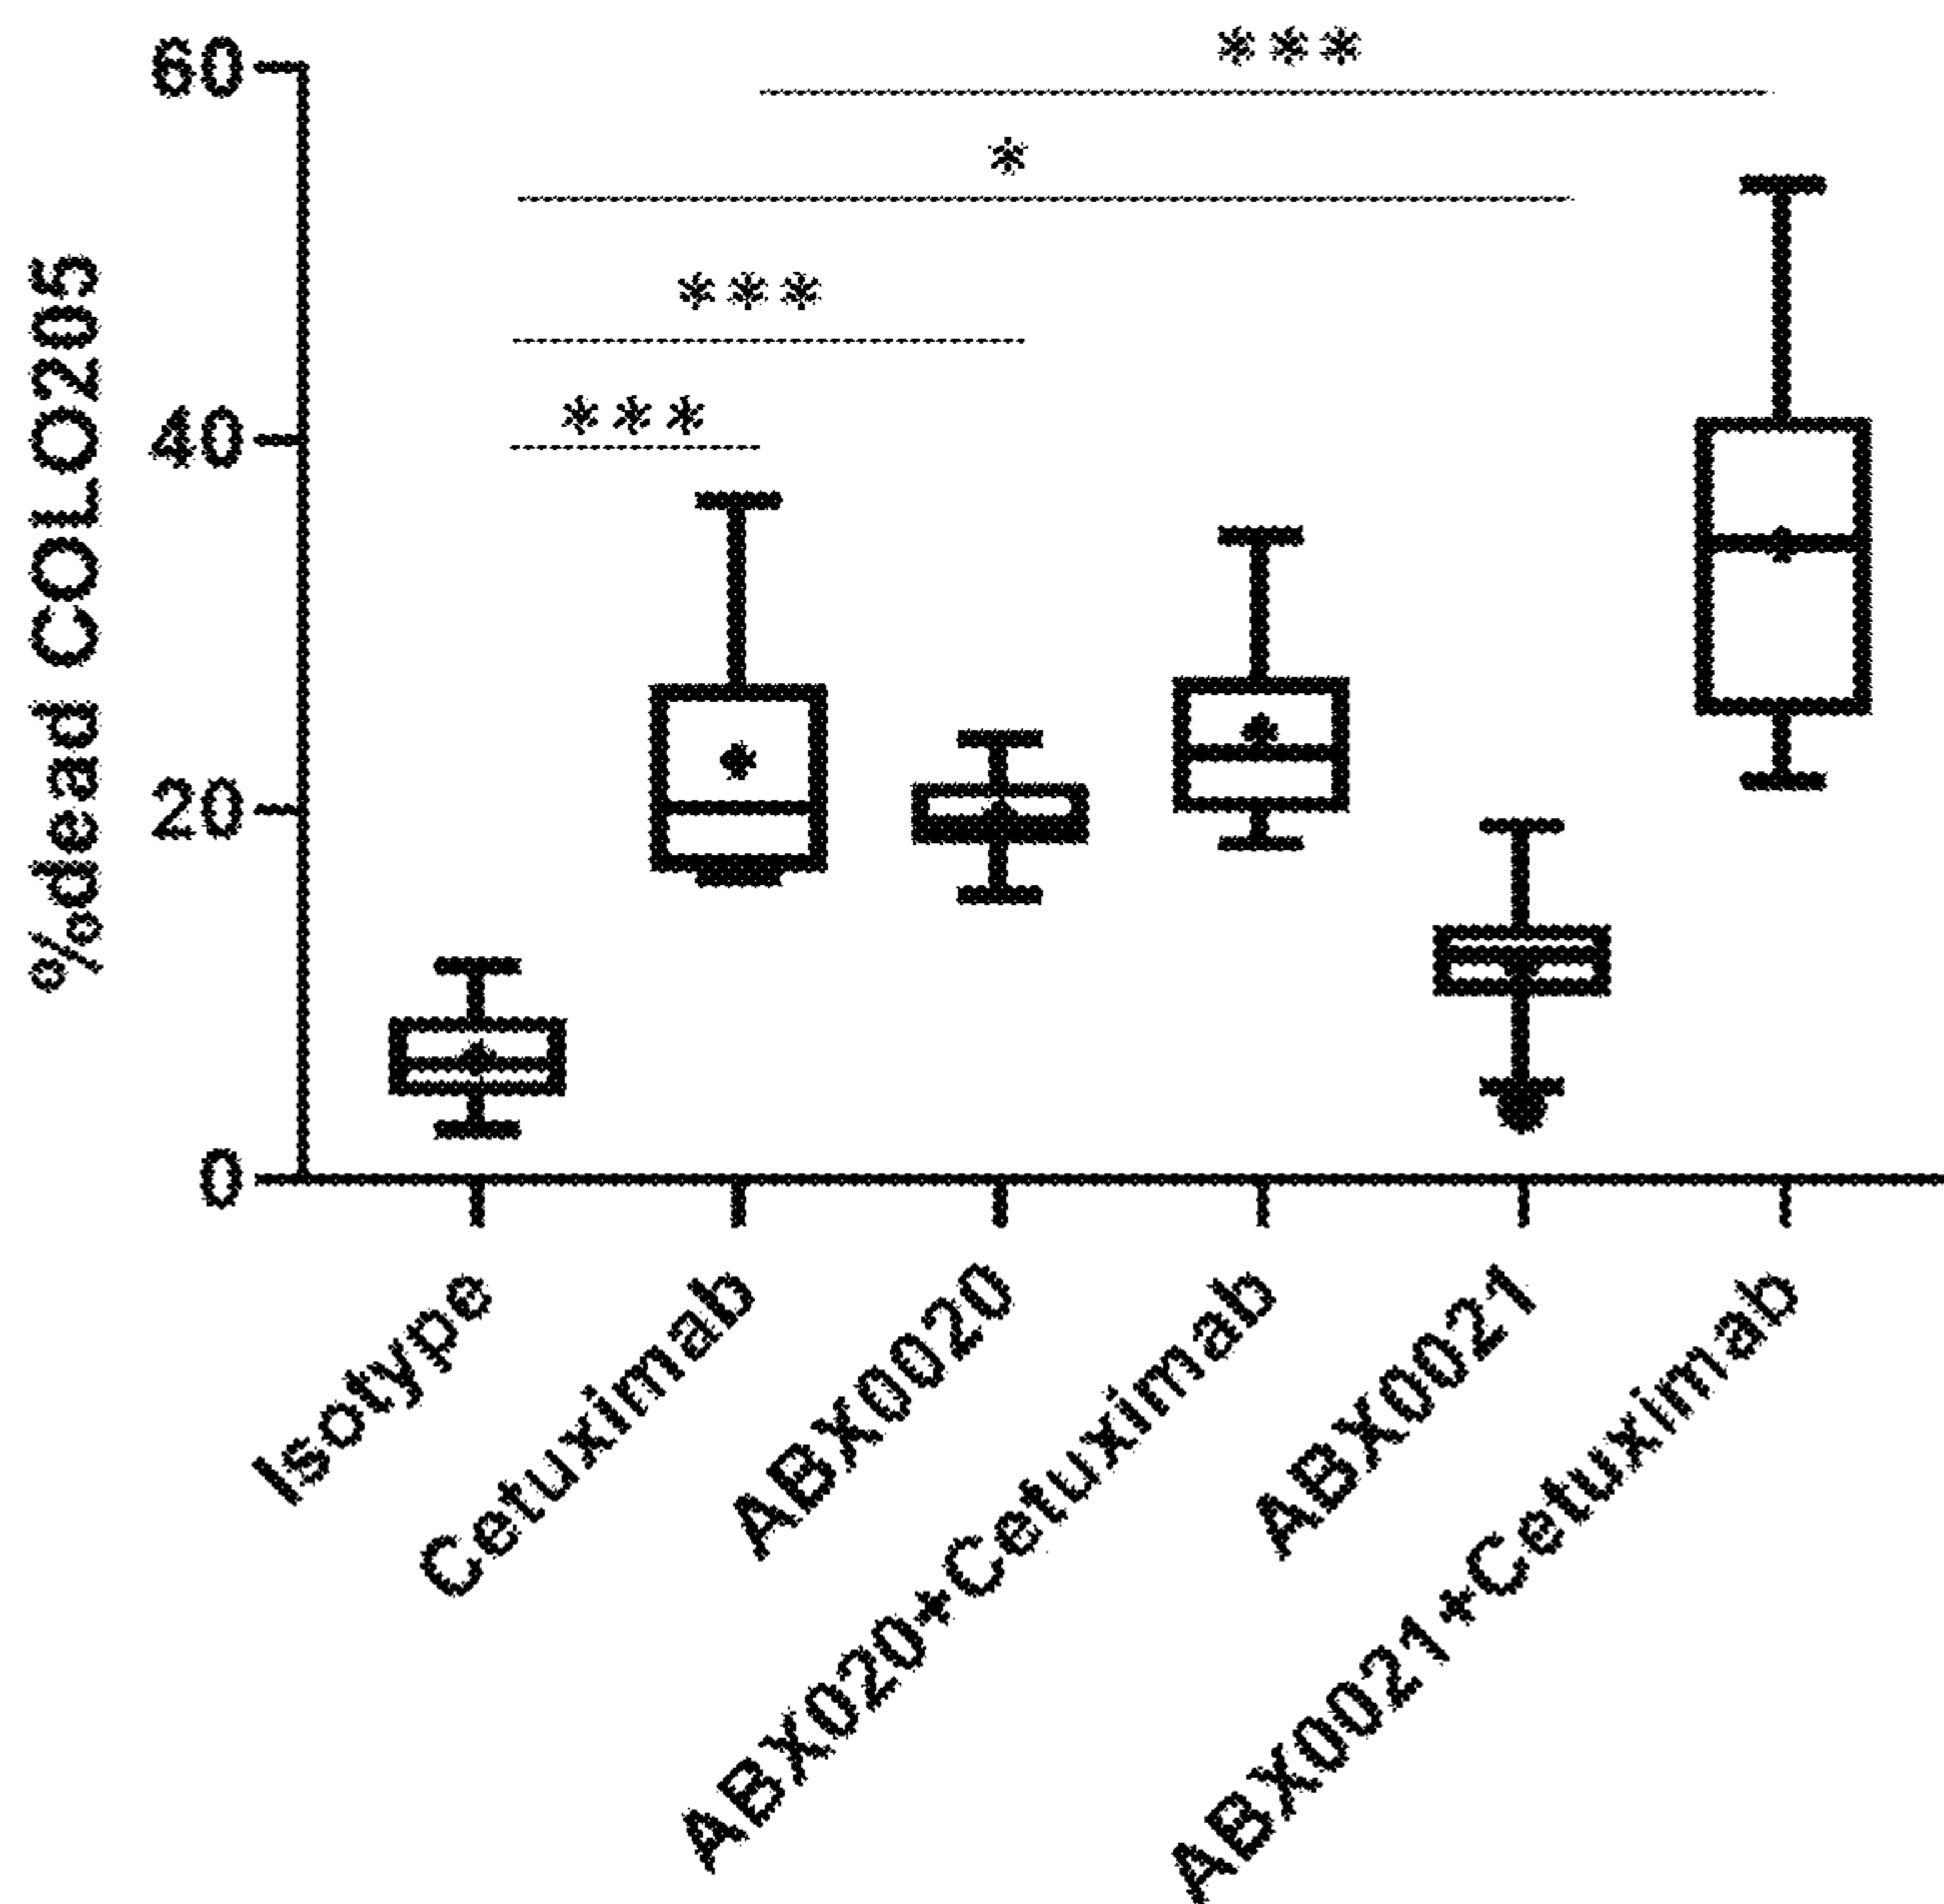 ***
60
*
***
***
40
%dead COLO205
20
0
Isotype
Cetuximab
ABX0020
ABX020+Cetuximab
ABX0021
ABX0021+Cetuximab